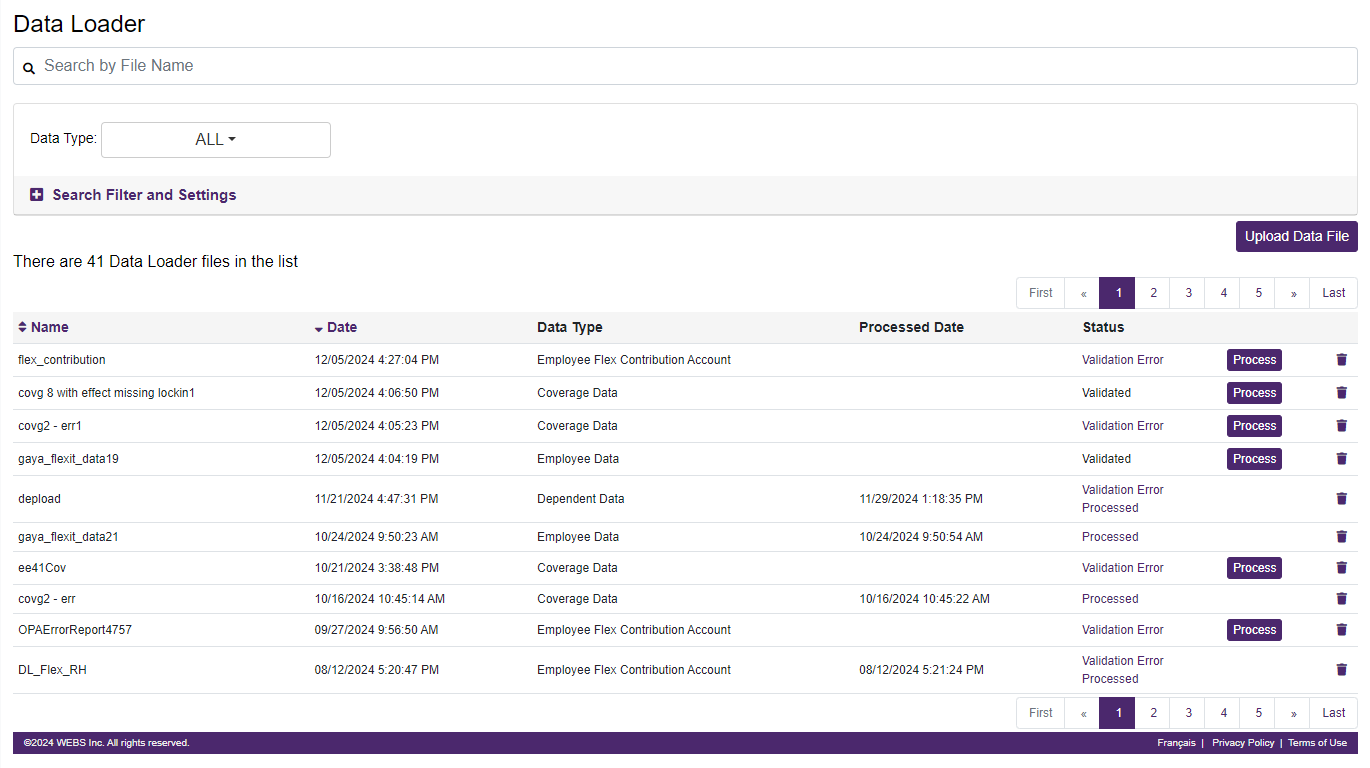 Data Loader
Search by File Name
Data Type: ALL
Search Filter and Settings
Upload Data File
There are 41 Data Loader files in the list
First « 1 2 3 4 5 » Last
Name Date Data Type Processed Date Status
flex_contribution 12/05/2024 4:27:04 PM Employee Flex Contribution Account Validation Error Process
covg 8 with effect missing lockin1 12/05/2024 4:06:50 PM Coverage Data Validated Process
covg2 - err1 12/05/2024 4:05:23 PM Coverage Data Validation Error Process
gaya_flexit_data19 12/05/2024 4:04:19 PM Employee Data Validated Process
depload 11/21/2024 4:47:31 PM Dependent Data 11/29/2024 1:18:35 PM Validation Error
Processed
gaya_flexit_data21 10/24/2024 9:50:23 AM Employee Data 10/24/2024 9:50:54 AM Processed
ee41Cov 10/21/2024 3:38:48 PM Coverage Data Validation Error Process
covg2 - err 10/16/2024 10:45:14 AM Coverage Data 10/16/2024 10:45:22 AM Processed
OPAErrorReport4757 09/27/2024 9:56:50 AM Employee Flex Contribution Account Validation Error Process
DL_Flex_RH 08/12/2024 5:20:47 PM Employee Flex Contribution Account 08/12/2024 5:21:24 PM Validation Error
Processed
First « 1 2 3 4 5 » Last
©2024 WEBS Inc. All rights reserved. Français | Privacy Policy | Terms of Use